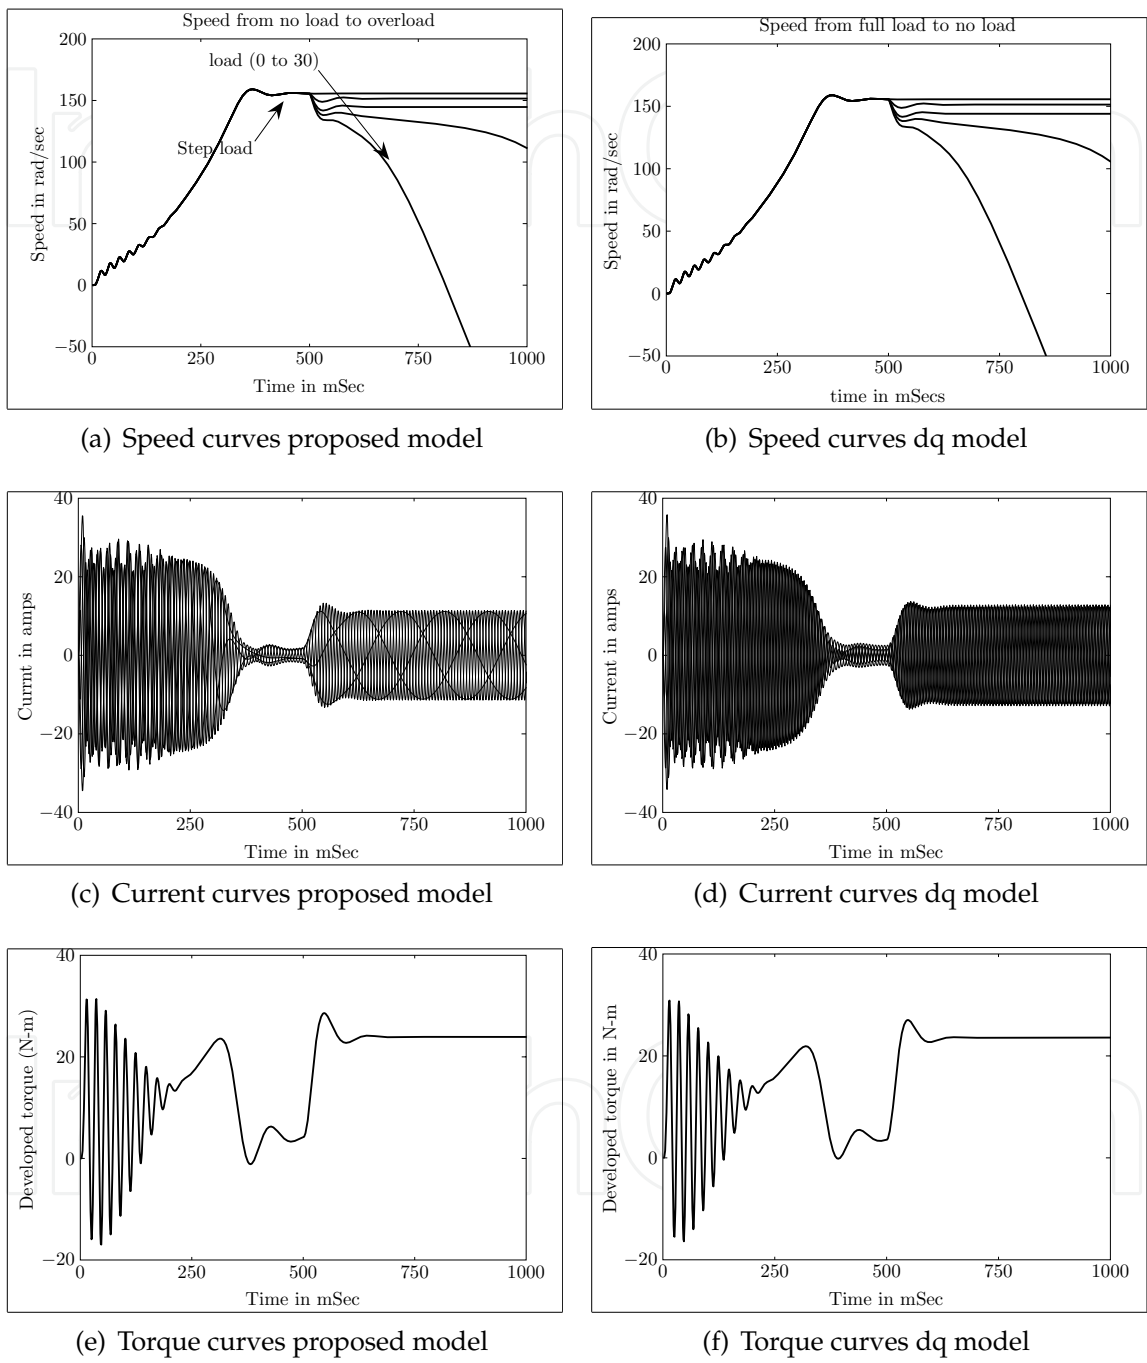 Speed from no load to overload
200
150
100
50
0
−50
load (0 to 30)
Step load
Speed in rad/sec
0 250 500 750 1000
Time in mSec
(a) Speed curves proposed model
Speed from full load to no load
200
150
100
50
0
−50
Speed in rad/sec
0 250 500 750 1000
time in mSecs
(b) Speed curves dq model
40
20
0
−20
−40
Currnt in amps
0 250 500 750 1000
Time in mSec
(c) Current curves proposed model
40
20
0
−20
−40
Current in amps
0 250 500 750 1000
Time in mSec
(d) Current curves dq model
40
20
0
−20
Developed torque (N-m)
0 250 500 750 1000
Time in mSec
(e) Torque curves proposed model
40
20
0
−20
Developed torque in N-m
0 250 500 750 1000
Time in mSec
(f) Torque curves dq model